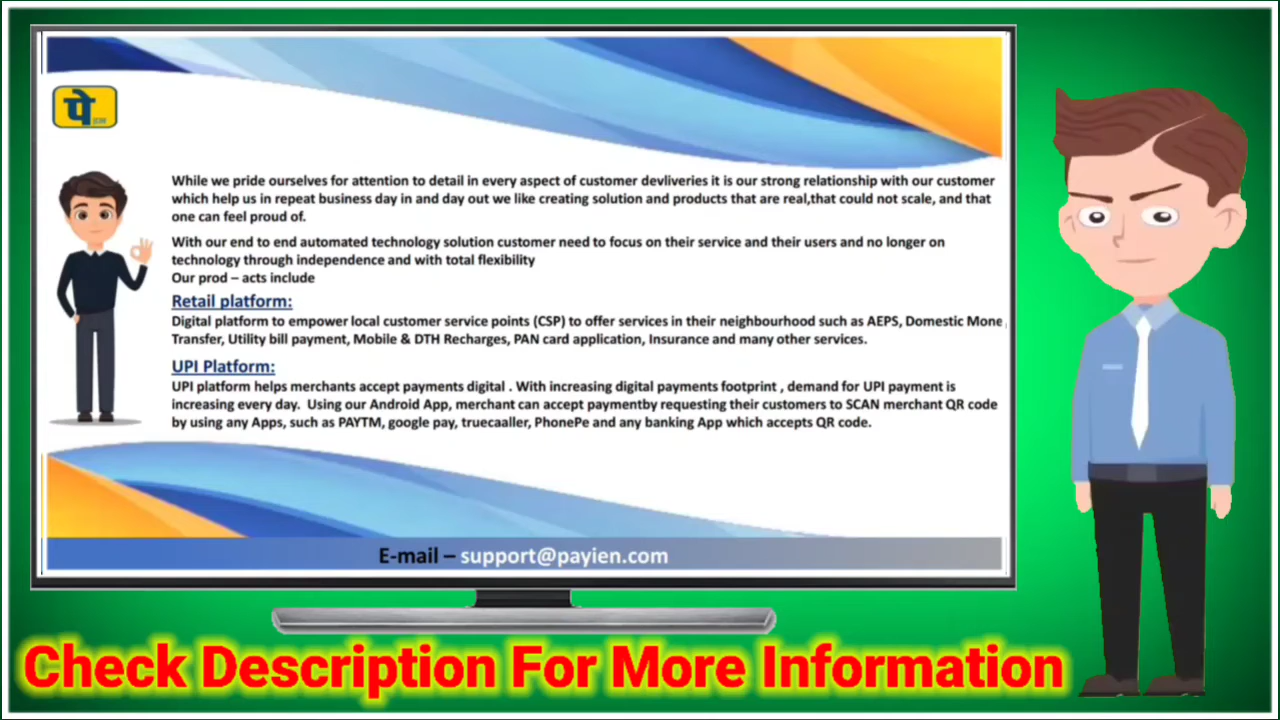 पे
While we pride ourselves for attention to detail in every aspect of customer devliveries it is our strong relationship with our customer
which help us in repeat business day in and day out we like creating solution and products that are real,that could not scale, and that
one can feel proud of.
With our end to end automated technology solution customer need to focus on their service and their users and no longer on
technology through independence and with total flexibility
Our prod – acts include
Retail platform:
Digital platform to empower local customer service points (CSP) to offer services in their neighbourhood such as AEPS, Domestic Mone
Transfer, Utility bill payment, Mobile & DTH Recharges, PAN card application, Insurance and many other services.
UPI Platform:
UPI platform helps merchants accept payments digital . With increasing digital payments footprint , demand for UPI payment is
increasing every day. Using our Android App, merchant can accept paymentby requesting their customers to SCAN merchant QR code
by using any Apps, such as PAYTM, google pay, truecaaller, PhonePe and any banking App which accepts QR code.
E-mail – support@payien.com
Check Description For More Information